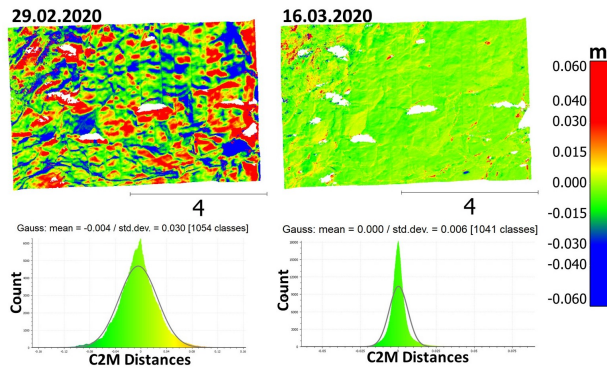 29.02.2020
16.03.2020
m
0.060
0.040
0.030
0.015
0.000
-0.015
-0.030
-0.040
-0.060
4
4
Gauss: mean = -0.004 / std.dev. = 0.030 [1054 classes]
Gauss: mean = 0.000 / std.dev. = 0.006 [1041 classes]
Count
Count
C2M Distances
C2M Distances